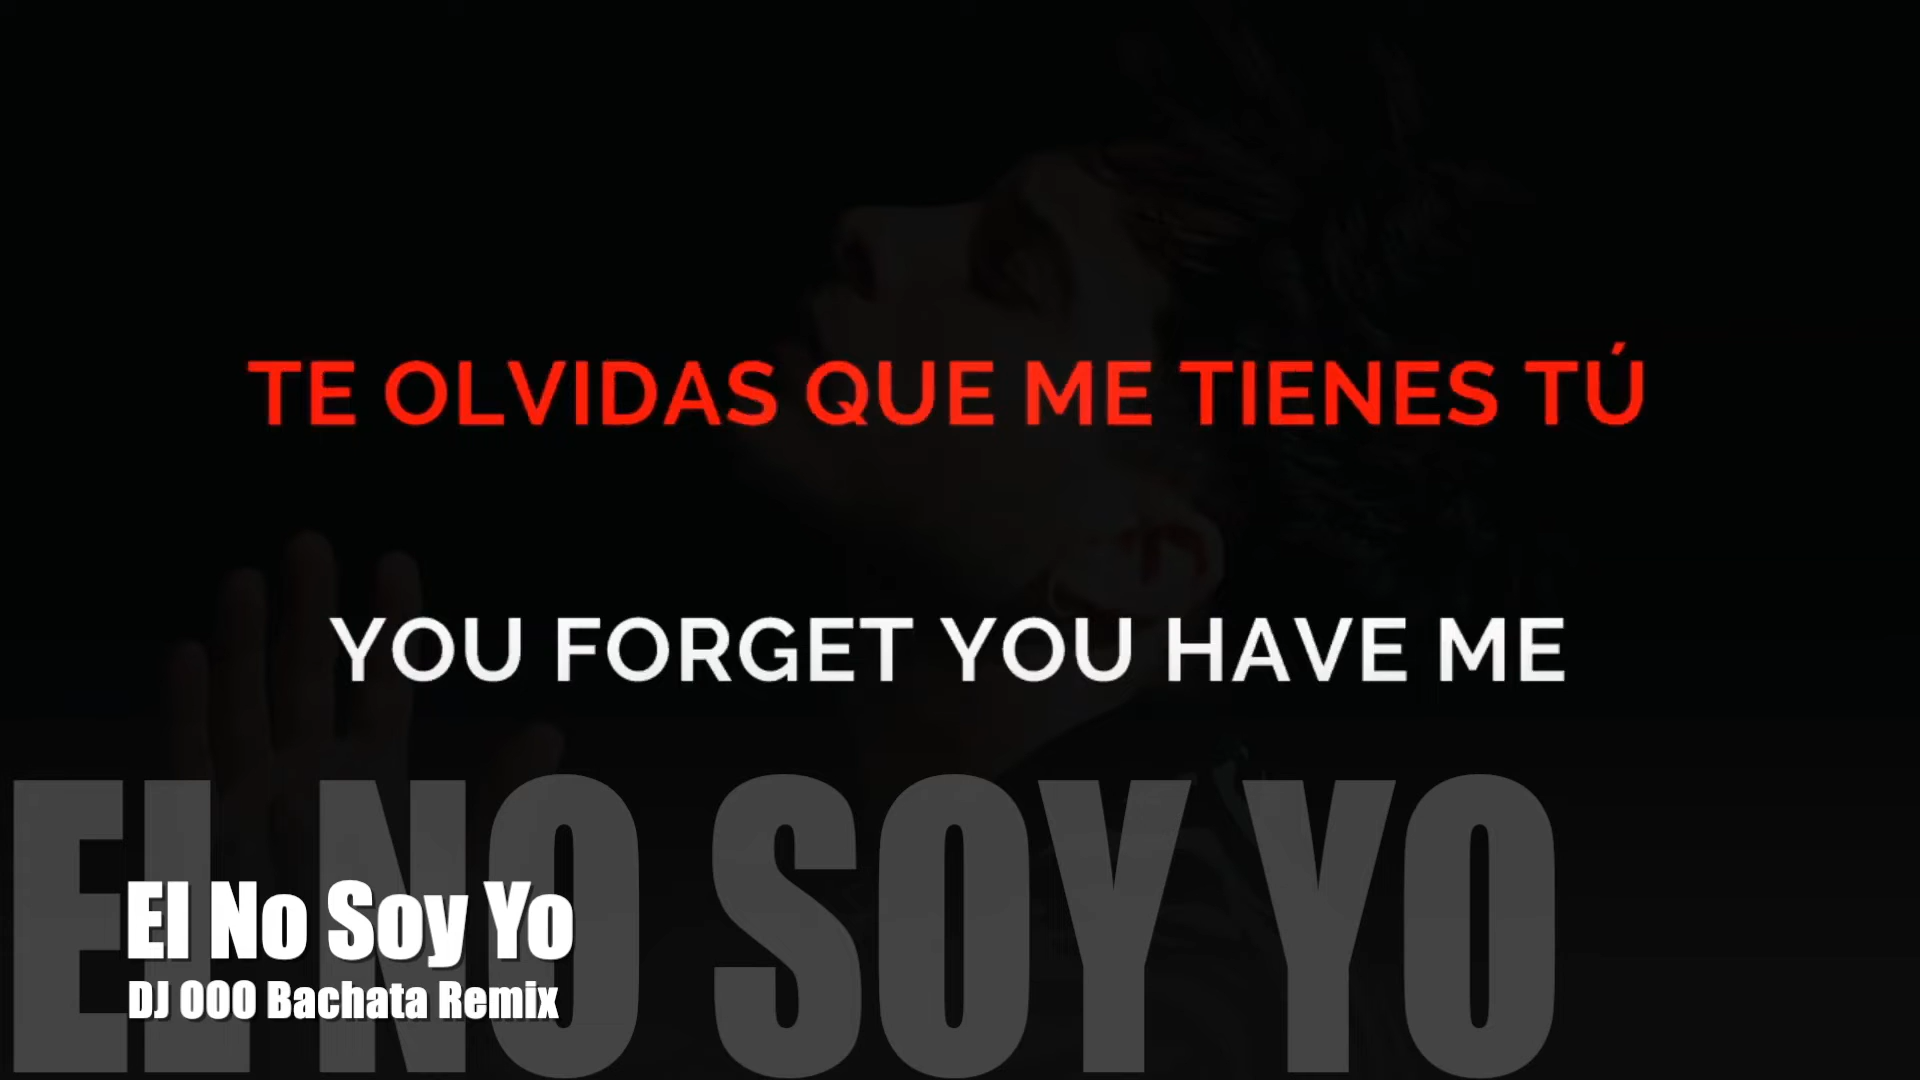 TE OLVIDAS QUE ME TIENES TÚ
YOU FORGET YOU HAVE ME
EL NO SOY YO
El No Soy Yo
DJ OOO Bachata Remix